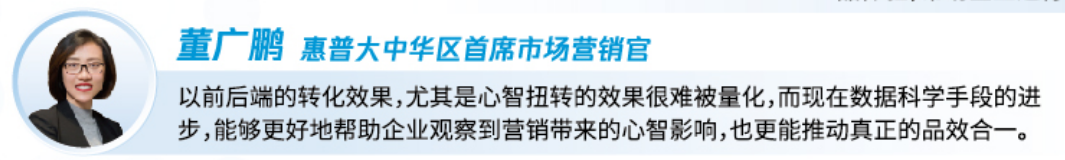 董广鹏 惠普大中华区首席市场营销官
以前后端的转化效果,尤其是心智扭转的效果很难被量化,而现在数据科学手段的进
步,能够更好地帮助企业观察到营销带来的心智影响,也更能推动真正的品效合一。